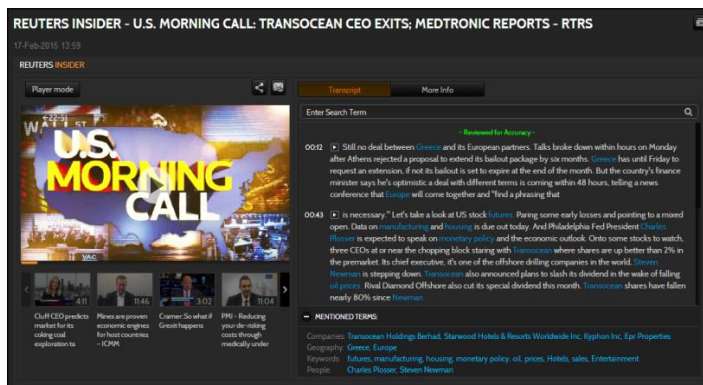 REUTERS INSIDER - U.S. MORNING CALL: TRANSOCEAN CEO EXITS; MEDTRONIC REPORTS - RTRS
17-Feb-2015 13:59
REUTERS INSIDER
Player mode
WALL ST
U.S.
MORNING
CALL
4:11
11:46
3:02
11:04
Cluff CEO predicts
market for its
coking coal
exploration ta
Mines are proven
economic engines
for host countries
- ICMM
Cramer: So what if
Grexit happens
PMI - Reducing
your de-risking
costs through
medically under
Transcript
More Info
Enter Search Term
- Reviewed for Accuracy -
00:12 Still no deal between Greece and its European partners. Talks broke down within hours on Monday
after Athens rejected a proposal to extend its bailout package by six months. Greece has until Friday to
request an extension, if not its bailout is set to expire at the end of the month. But the country's finance
minister says he's optimistic a deal with different terms is coming within 48 hours, telling a news
conference that Europe will come together and "find a phrasing that
00:43 is necessary." Let's take a look at US stock futures. Paring some early losses and pointing to a mixed
open. Data on manufacturing and housing is due out today. And Philadelphia Fed President Charles
Plosser is expected to speak on monetary policy and the economic outlook. Onto some stocks to watch,
three CEOs at or near the chopping block staring with Transocean where shares are up better than 2% in
the premarket. Its chief executive, it's one of the offshore drilling companies in the world, Steven
Newman is stepping down. Transocean also announced plans to slash its dividend in the wake of falling
oil prices. Rival Diamond Offshore also cut its special dividend this month. Transocean shares have fallen
nearly 80% since Newman
MENTIONED TERMS:
Companies Transocean Holdings Berhad, Starwood Hotels & Resorts Worldwide Inc, Kyphon Inc, Epr Properties
Geography Greece, Europe
Keywords futures, manufacturing, housing, monetary policy, oil, prices, Hotels, sales, Entertainment
People Charles Plosser, Steven Newman